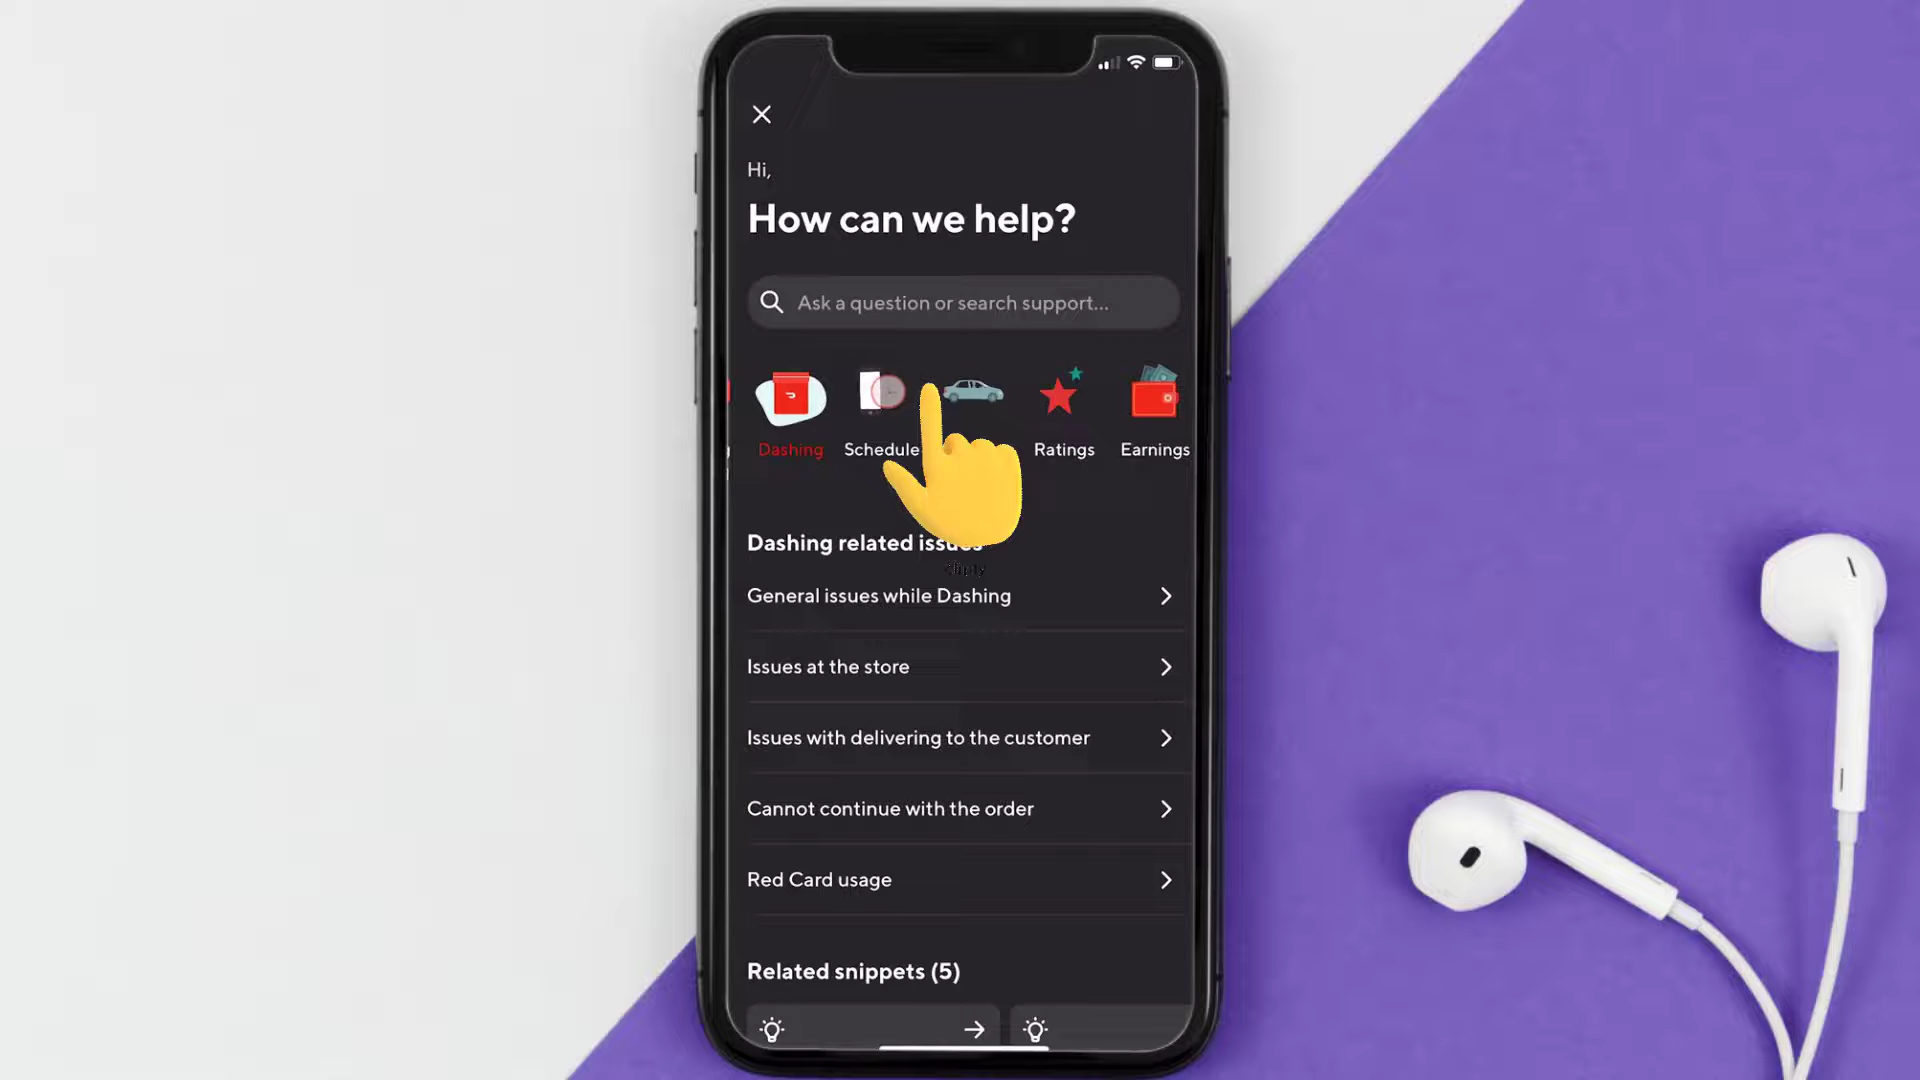 Hi,
How can we help?
Ask a question or search support...
Dashing
Schedule
Ratings
Earnings
Dashing related issues
General issues while Dashing
Issues at the store
Issues with delivering to the customer
Cannot continue with the order
Red Card usage
Related snippets (5)